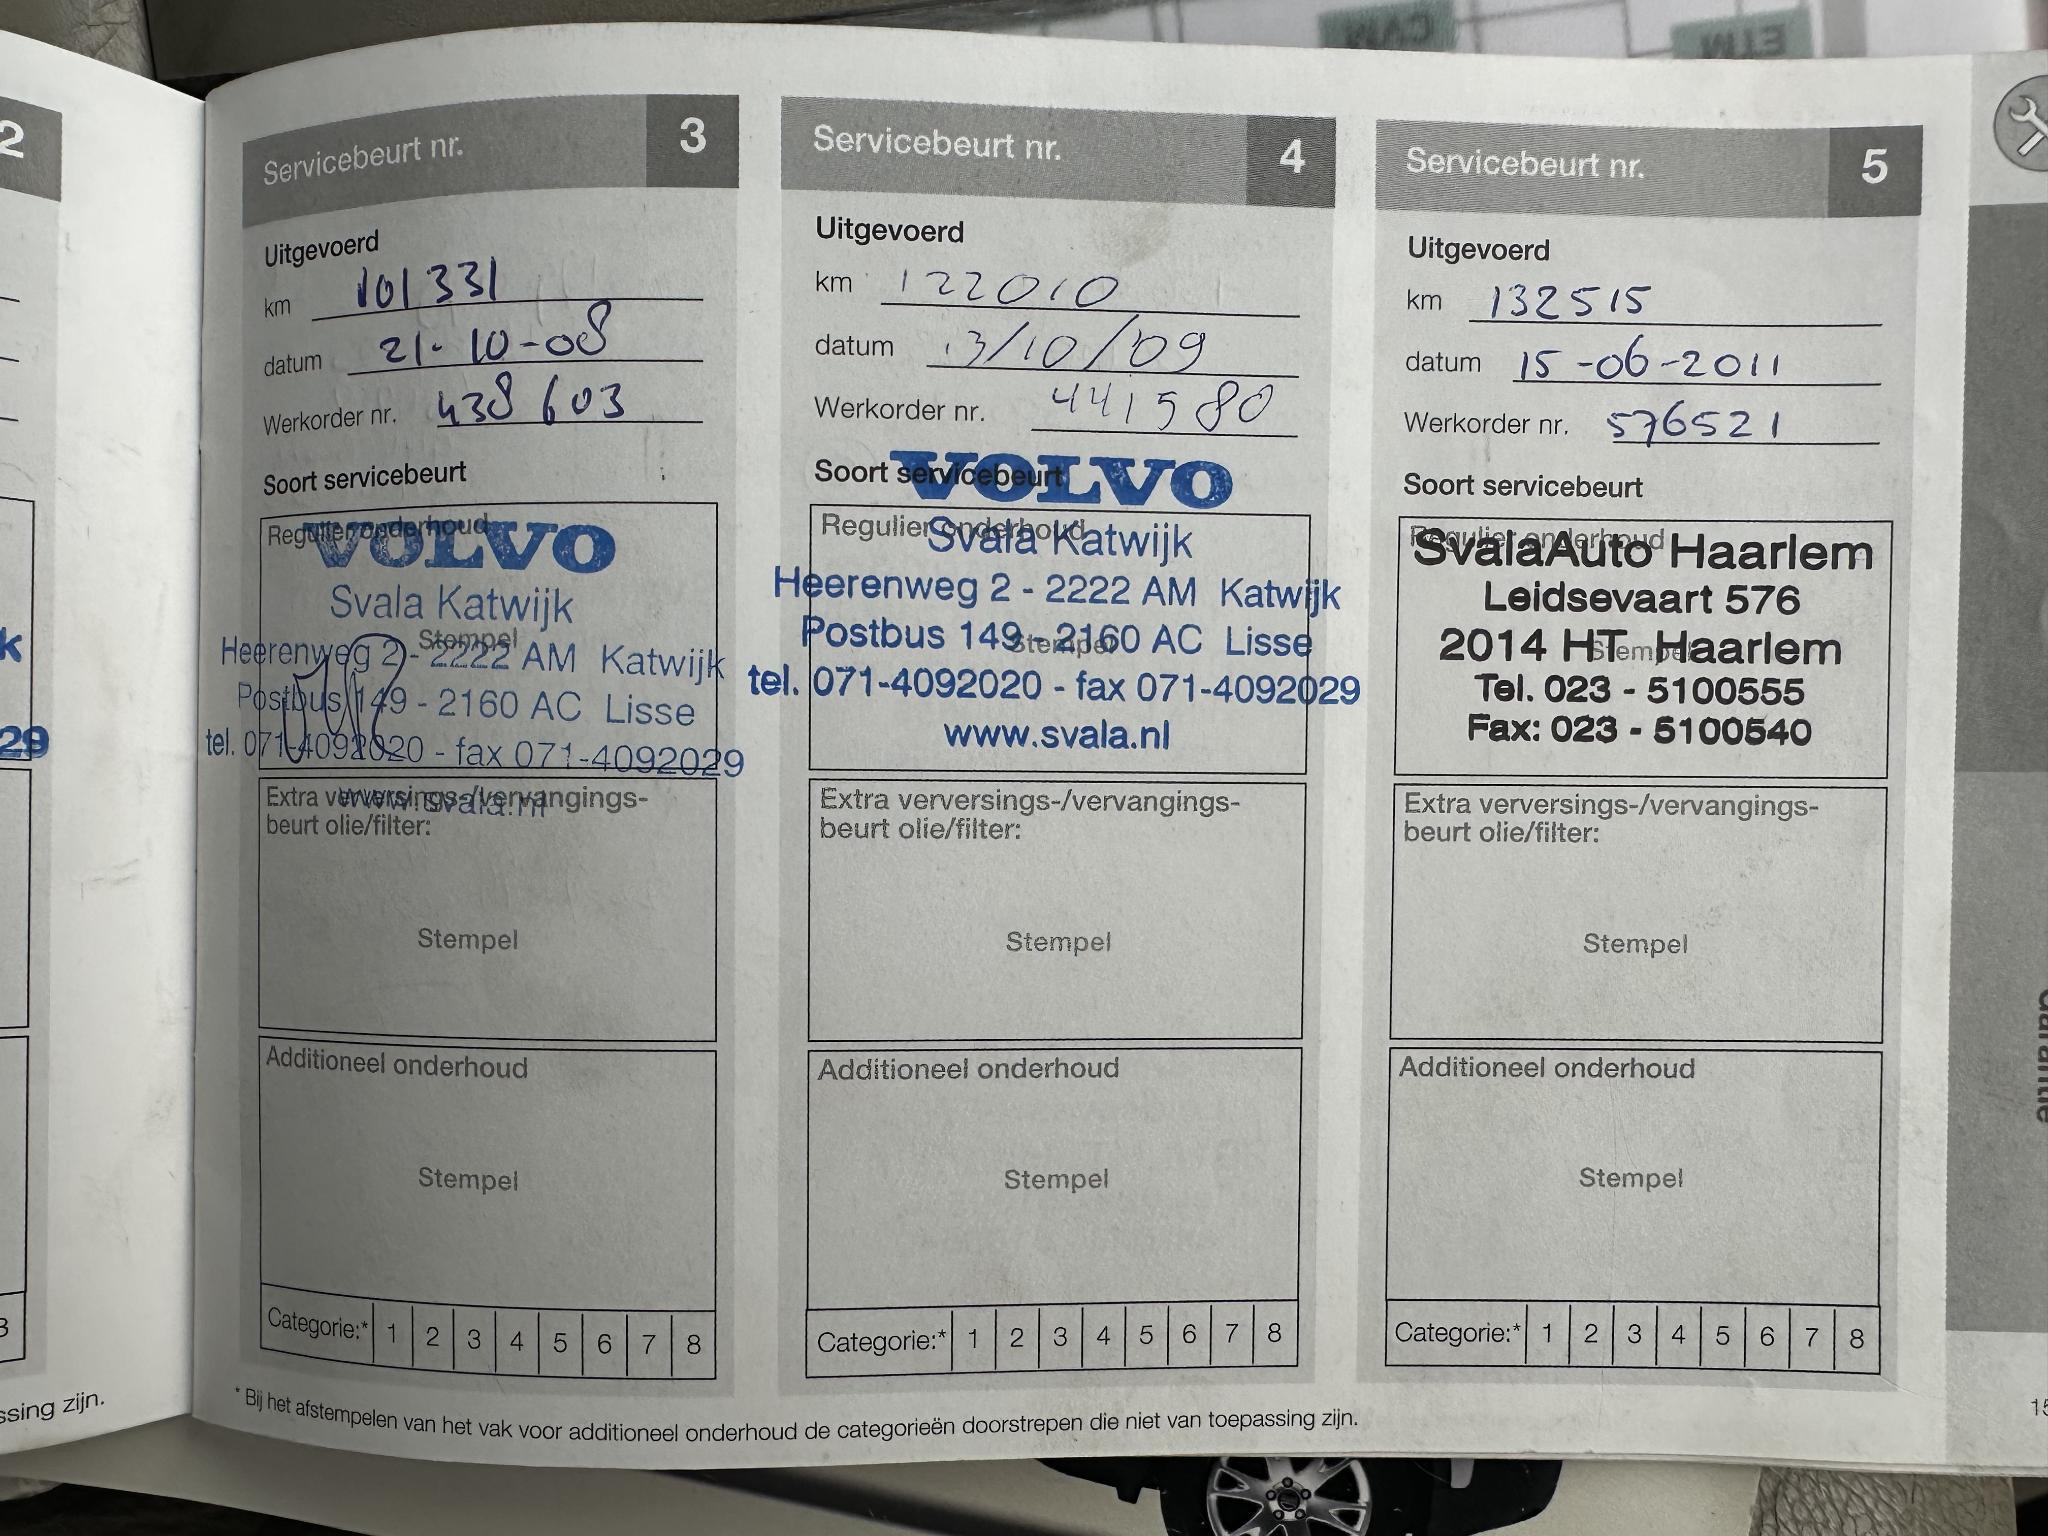 CAM
ETM
2
k
29
3
ssing zijn.
Servicebeurt nr. 3
Uitgevoerd
km 101331
datum 21-10-08
Werkorder nr. 438603
Soort servicebeurt
Regulier onderhoud
VOLVO
Svala Katwijk
Stempel
Heerenweg 2 - 2222 AM Katwijk
Postbus 149 - 2160 AC Lisse
tel. 071-4092020 - fax 071-4092029
www.svala.nl
Extra verversings-/vervangings-
beurt olie/filter:
Stempel
Additioneel onderhoud
Stempel
Categorie:* 1 2 3 4 5 6 7 8
Servicebeurt nr. 4
Uitgevoerd
km 122010
datum 13/10/09
Werkorder nr. 441580
Soort servicebeurt
VOLVO
Regulier onderhoud
Svala Katwijk
Heerenweg 2 - 2222 AM Katwijk
Postbus 149 - 2160 AC Lisse
Stempel
tel. 071-4092020 - fax 071-4092029
www.svala.nl
Extra verversings-/vervangings-
beurt olie/filter:
Stempel
Additioneel onderhoud
Stempel
Categorie:* 1 2 3 4 5 6 7 8
Servicebeurt nr. 5
Uitgevoerd
km 132515
datum 15-06-2011
Werkorder nr. 576521
Soort servicebeurt
Regulier onderhoud
SvalaAuto Haarlem
Leidsevaart 576
2014 HT Haarlem
Stempel
Tel. 023 - 5100555
Fax: 023 - 5100540
Extra verversings-/vervangings-
beurt olie/filter:
Stempel
Additioneel onderhoud
Stempel
Categorie:* 1 2 3 4 5 6 7 8
* Bij het afstempelen van het vak voor additioneel onderhoud de categorieën doorstrepen die niet van toepassing zijn.
Garantie
15